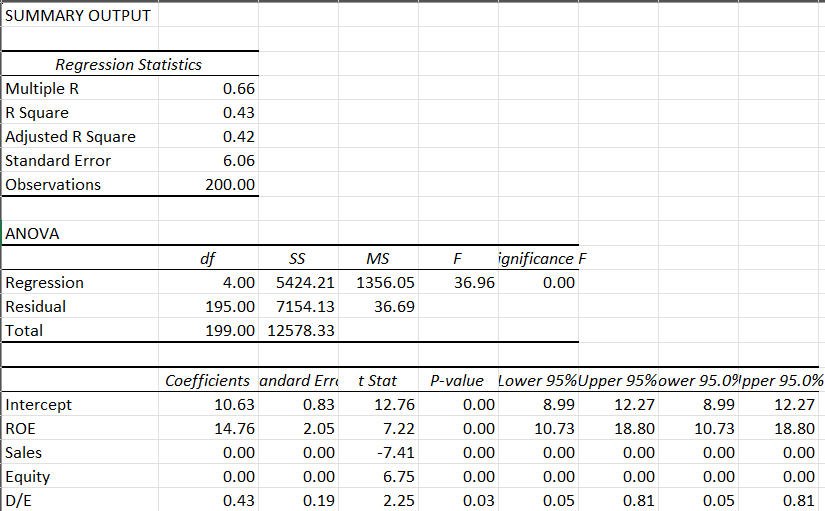 SUMMARY OUTPUT
Regression Statistics
Multiple R 0.66
R Square 0.43
Adjusted R Square 0.42
Standard Error 6.06
Observations 200.00
ANOVA
df SS MS F ignificance F
Regression 4.00 5424.21 1356.05 36.96 0.00
Residual 195.00 7154.13 36.69
Total 199.00 12578.33
Coefficients andard Erro t Stat P-value Lower 95% Upper 95% ower 95.0% pper 95.0%
Intercept 10.63 0.83 12.76 0.00 8.99 12.27 8.99 12.27
ROE 14.76 2.05 7.22 0.00 10.73 18.80 10.73 18.80
Sales 0.00 0.00 -7.41 0.00 0.00 0.00 0.00 0.00
Equity 0.00 0.00 6.75 0.00 0.00 0.00 0.00 0.00
D/E 0.43 0.19 2.25 0.03 0.05 0.81 0.05 0.81